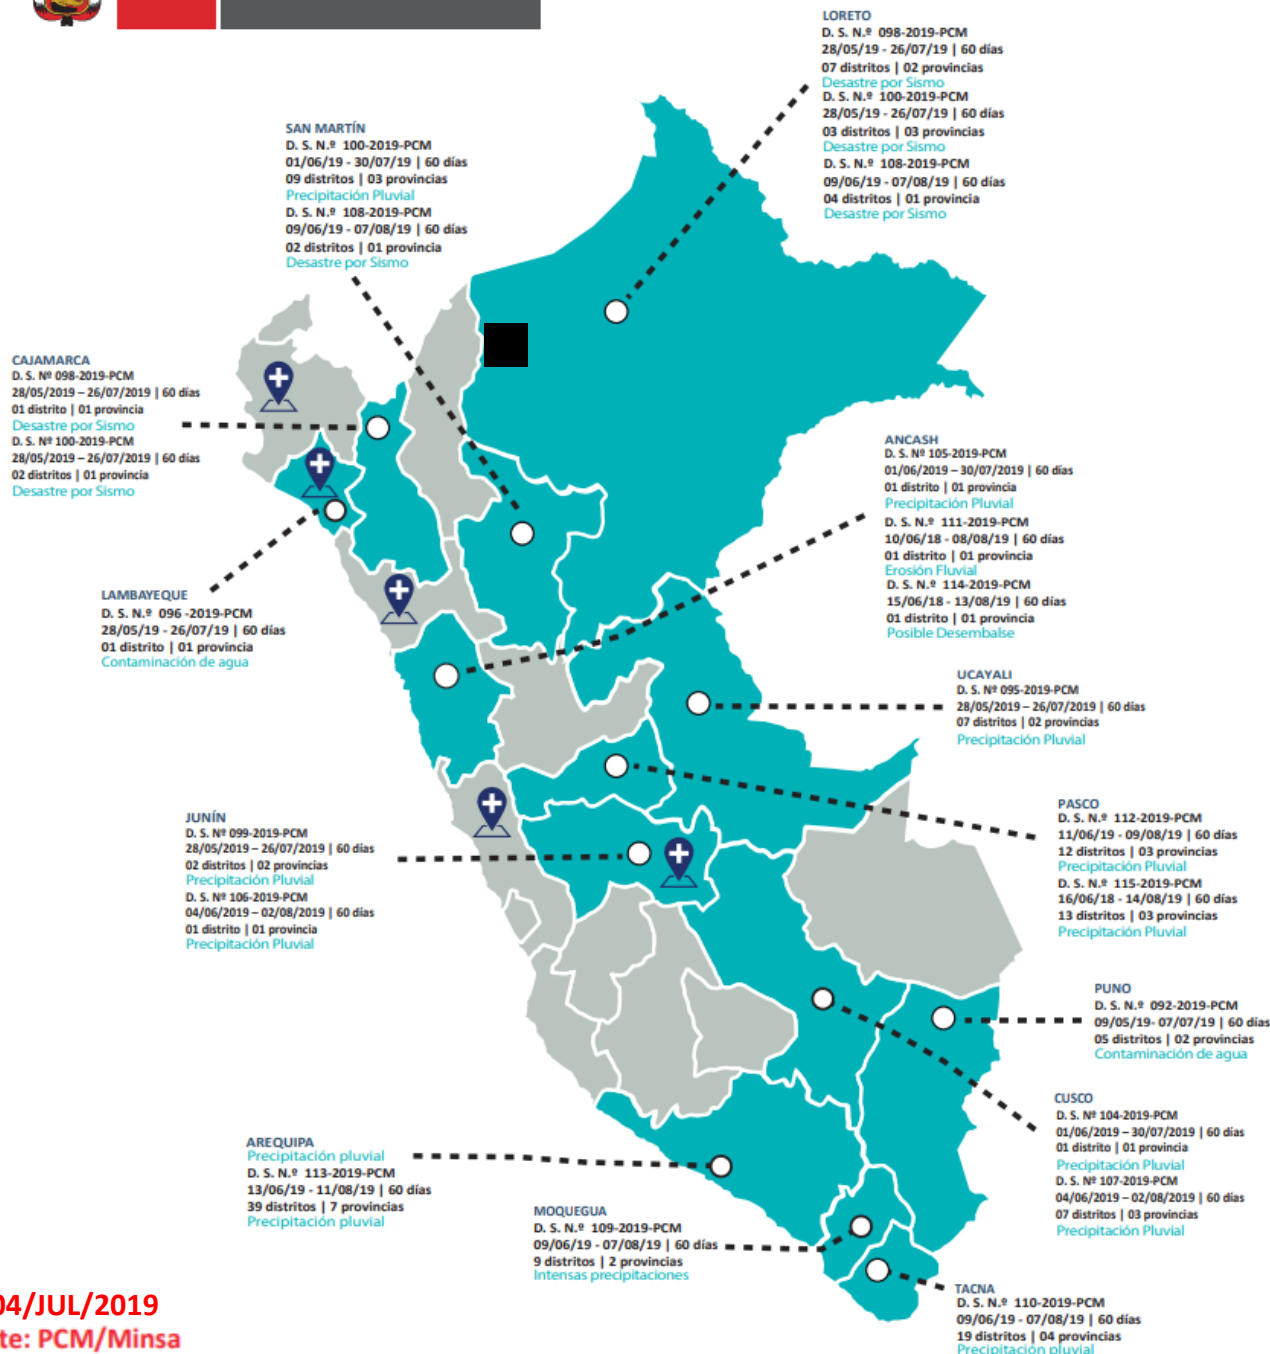 LORETO
D. S. N.º 098-2019-PCM
28/05/19 - 26/07/19 | 60 días
07 distritos | 02 provincias
Desastre por Sismo
D. S. N.º 100-2019-PCM
28/05/19 - 26/07/19 | 60 días
03 distritos | 03 provincias
Desastre por Sismo
D. S. N.º 108-2019-PCM
09/06/19 - 07/08/19 | 60 días
04 distritos | 01 provincia
Desastre por Sismo
SAN MARTÍN
D. S. N.º 100-2019-PCM
01/06/19 - 30/07/19 | 60 días
09 distritos | 03 provincias
Precipitación Pluvial
D. S. N.º 108-2019-PCM
09/06/19 - 07/08/19 | 60 días
02 distritos | 01 provincia
Desastre por Sismo
CAJAMARCA
D. S. Nº 098-2019-PCM
28/05/2019 – 26/07/2019 | 60 días
01 distrito | 01 provincia
Desastre por Sismo
D. S. Nº 100-2019-PCM
28/05/2019 – 26/07/2019 | 60 días
02 distritos | 01 provincia
Desastre por Sismo
ANCASH
D. S. Nº 105-2019-PCM
01/06/2019 – 30/07/2019 | 60 días
01 distrito | 01 provincia
Precipitación Pluvial
D. S. N.º 111-2019-PCM
10/06/18 - 08/08/19 | 60 días
01 distrito | 01 provincia
Erosión Fluvial
D. S. N.º 114-2019-PCM
15/06/18 - 13/08/19 | 60 días
01 distrito | 01 provincia
Posible Desembalse
LAMBAYEQUE
D. S. N.º 096 -2019-PCM
28/05/19 - 26/07/19 | 60 días
01 distrito | 01 provincia
Contaminación de agua
UCAYALI
D. S. Nº 095-2019-PCM
28/05/2019 – 26/07/2019 | 60 días
07 distritos | 02 provincias
Precipitación Pluvial
JUNÍN
D. S. Nº 099-2019-PCM
28/05/2019 – 26/07/2019 | 60 días
02 distritos | 02 provincias
Precipitación Pluvial
D. S. Nº 106-2019-PCM
04/06/2019 – 02/08/2019 | 60 días
01 distrito | 01 provincia
Precipitación Pluvial
PASCO
D. S. N.º 112-2019-PCM
11/06/19 - 09/08/19 | 60 días
12 distritos | 03 provincias
Precipitación Pluvial
D. S. N.º 115-2019-PCM
16/06/18 - 14/08/19 | 60 días
13 distritos | 03 provincias
Precipitación Pluvial
PUNO
D. S. N.º 092-2019-PCM
09/05/19- 07/07/19 | 60 días
05 distritos | 02 provincias
Contaminación de agua
CUSCO
D. S. Nº 104-2019-PCM
01/06/2019 – 30/07/2019 | 60 días
01 distrito | 01 provincia
Precipitación Pluvial
D. S. Nº 107-2019-PCM
04/06/2019 – 02/08/2019 | 60 días
07 distritos | 03 provincias
Precipitación Pluvial
AREQUIPA
Precipitación pluvial
D. S. N.º 113-2019-PCM
13/06/19 - 11/08/19 | 60 días
39 distritos | 7 provincias
Precipitación pluvial
MOQUEGUA
D. S. N.º 109-2019-PCM
09/06/19 - 07/08/19 | 60 días
9 distritos | 2 provincias
Intensas precipitaciones
TACNA
D. S. N.º 110-2019-PCM
09/06/19 - 07/08/19 | 60 días
19 distritos | 04 provincias
Precipitación pluvial
04/JUL/2019
te: PCM/Minsa